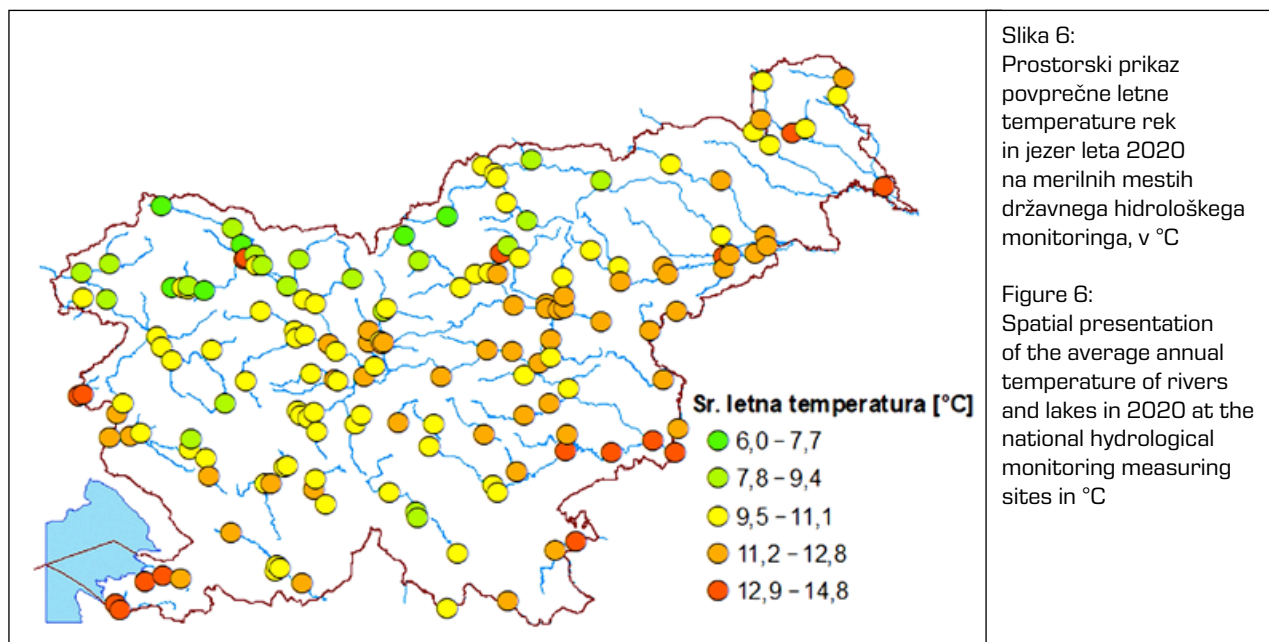 Sr. letna temperatura [°C]
6,0 – 7,7
7,8 – 9,4
9,5 – 11,1
11,2 – 12,8
12,9 – 14,8
Slika 6:
Prostorski prikaz
povprečne letne
temperature rek
in jezer leta 2020
na merilnih mestih
državnega hidrološkega
monitoringa, v °C
Figure 6:
Spatial presentation
of the average annual
temperature of rivers
and lakes in 2020 at the
national hydrological
monitoring measuring
sites in °C